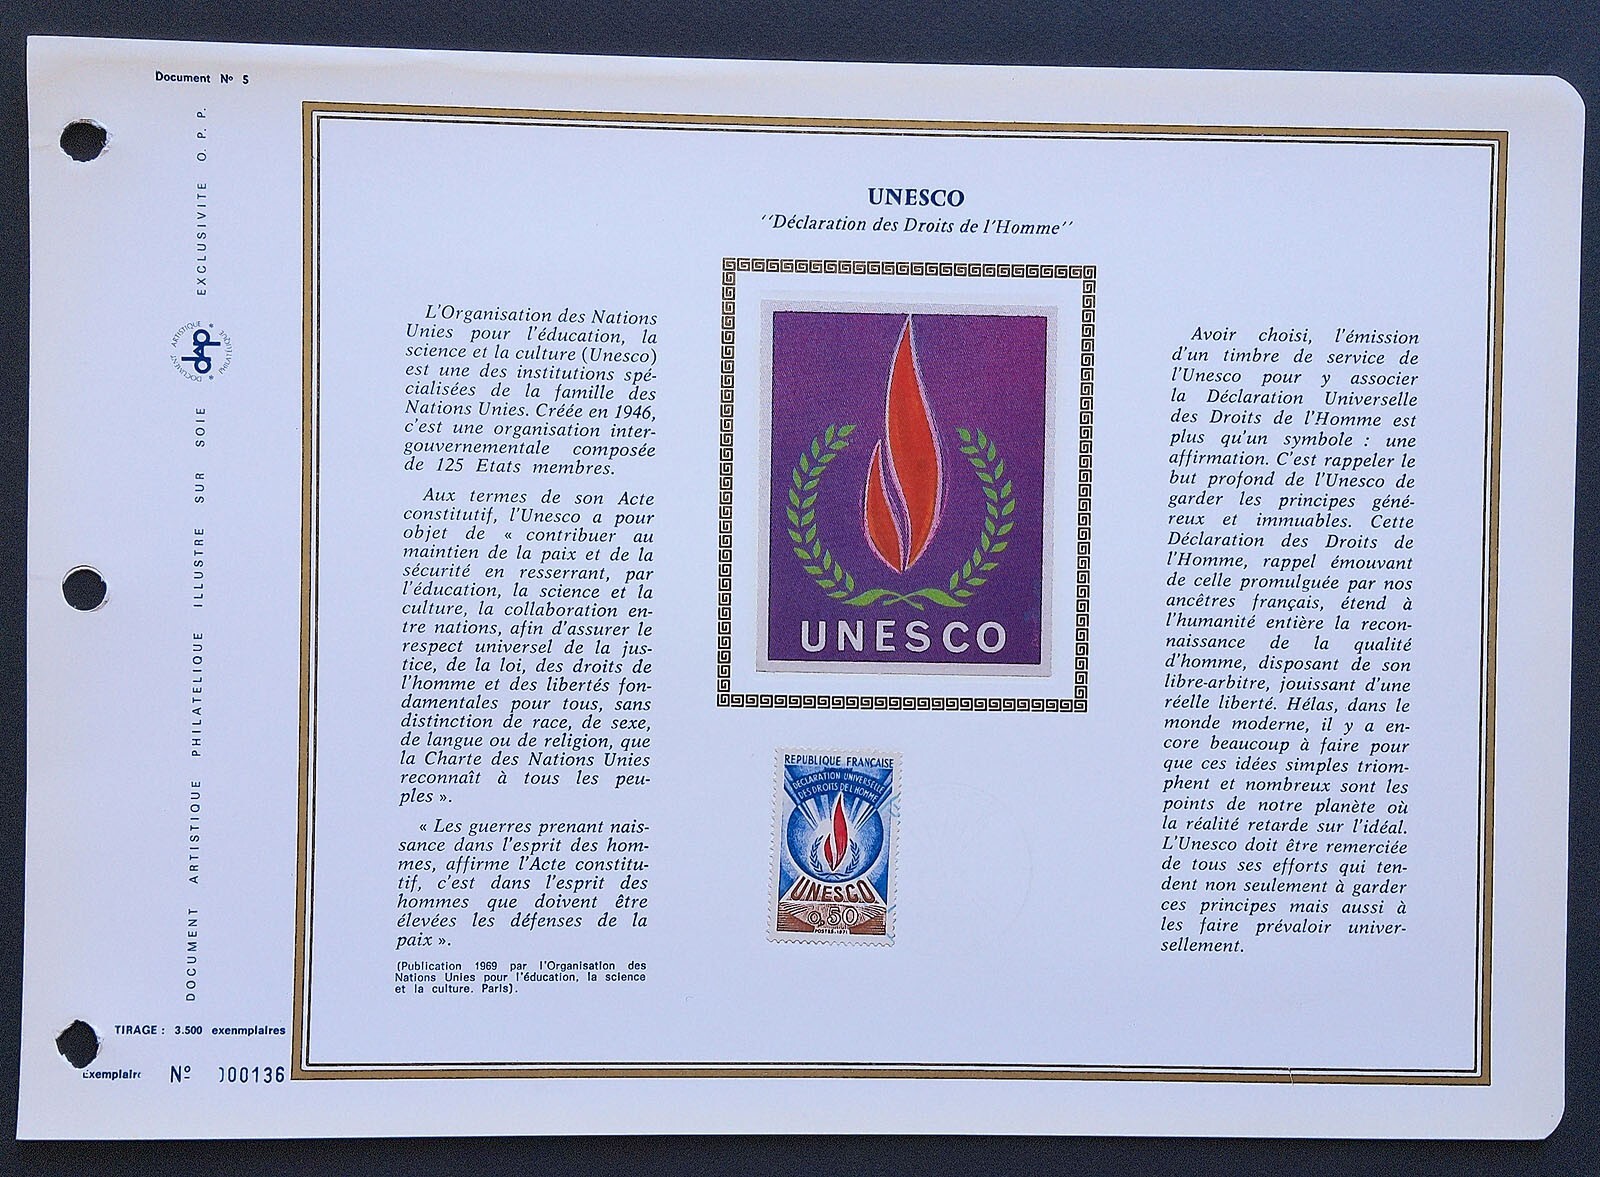 Document Nº 5
DOCUMENT ARTISTIQUE PHILATELIQUE ILLUSTRE SUR SOIE EXCLUSIVITE O. P. P.
DOCUMENT ARTISTIQUE PHILATÉLIQUE
dap
UNESCO
‘‘Déclaration des Droits de l’Homme’’
L'Organisation des Nations
Unies pour l'éducation, la
science et la culture (Unesco)
est une des institutions spé-
cialisées de la famille des
Nations Unies. Créée en 1946,
c'est une organisation inter-
gouvernementale composée
de 125 Etats membres.
Aux termes de son Acte
constitutif, l'Unesco a pour
objet de « contribuer au
maintien de la paix et de la
sécurité en resserrant, par
l'éducation, la science et la
culture, la collaboration en-
tre nations, afin d'assurer le
respect universel de la jus-
tice, de la loi, des droits de
l'homme et des libertés fon-
damentales pour tous, sans
distinction de race, de sexe,
de langue ou de religion, que
la Charte des Nations Unies
reconnaît à tous les peu-
ples ».
« Les guerres prenant nais-
sance dans l'esprit des hom-
mes, affirme l'Acte constitu-
tif, c'est dans l'esprit des
hommes que doivent être
élevées les défenses de la
paix ».
(Publication 1969 par l'Organisation des
Nations Unies pour l'éducation, la science
et la culture. Paris).
UNESCO
REPUBLIQUE FRANÇAISE
DECLARATION UNIVERSELLE
DES DROITS DE L'HOMME
UNESCO
0,50
POSTES-1971
Avoir choisi, l'émission
d'un timbre de service de
l'Unesco pour y associer
la Déclaration Universelle
des Droits de l'Homme est
plus qu'un symbole : une
affirmation. C'est rappeler le
but profond de l'Unesco de
garder les principes géné-
reux et immuables. Cette
Déclaration des Droits de
l'Homme, rappel émouvant
de celle promulguée par nos
ancêtres français, étend à
l'humanité entière la recon-
naissance de la qualité
d'homme, disposant de son
libre-arbitre, jouissant d'une
réelle liberté. Hélas, dans le
monde moderne, il y a en-
core beaucoup à faire pour
que ces idées simples triom-
phent et nombreux sont les
points de notre planète où
la réalité retarde sur l'idéal.
L'Unesco doit être remerciée
de tous ses efforts qui ten-
dent non seulement à garder
ces principes mais aussi à
les faire prévaloir univer-
sellement.
TIRAGE : 3.500 exenmplaires
Exemplaire Nº 000136